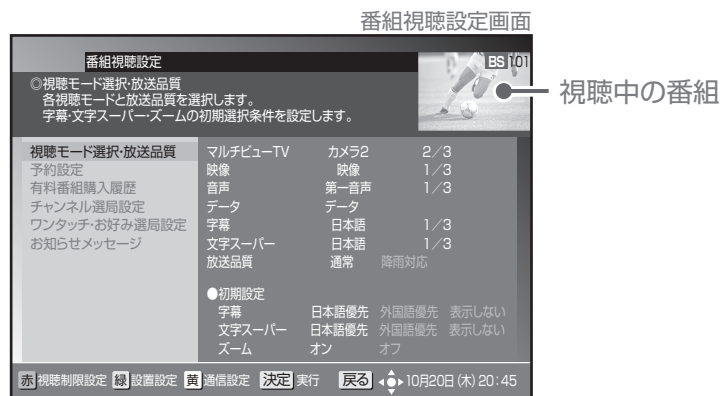 番組視聴設定画面
番組視聴設定
BS 101
◎視聴モード選択・放送品質
各視聴モードと放送品質を選択します。
字幕・文字スーパー・ズームの初期選択条件を設定します。
視聴中の番組
視聴モード選択・放送品質
予約設定
有料番組購入履歴
チャンネル選局設定
ワンタッチ・お好み選局設定
お知らせメッセージ
マルチビューTV カメラ2 2/3
映像 映像 1/3
音声 第一音声 1/3
データ データ
字幕 日本語 1/3
文字スーパー 日本語 1/3
放送品質 通常 降雨対応
●初期設定
字幕 日本語優先 外国語優先 表示しない
文字スーパー 日本語優先 外国語優先 表示しない
ズーム オン オフ
赤 視聴制限設定 緑 設置設定 黄 通信設定 決定 実行 戻る 10月20日(木)20:45